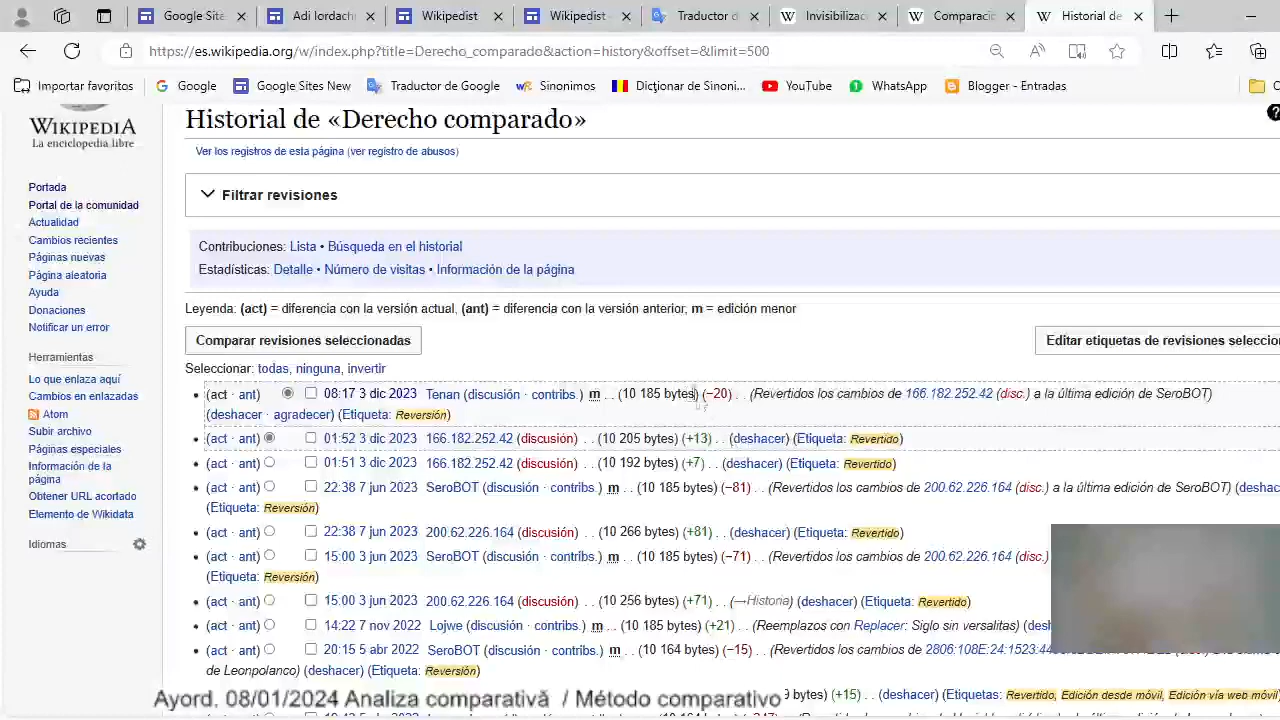 Google Site
Adi Iordach
Wikipedist
Wikipedist
Traductor d
Invisibiliza
Comparació
Historial de
https://es.wikipedia.org/w/index.php?title=Derecho_comparado&action=history&offset=&limit=500
Importar favoritos Google Google Sites New Traductor de Google Sinonimos Dicționar de Sinoni... YouTube WhatsApp Blogger - Entradas
WIKIPEDIA
La enciclopedia libre
Portada
Portal de la comunidad
Actualidad
Cambios recientes
Páginas nuevas
Página aleatoria
Ayuda
Donaciones
Notificar un error
Herramientas
Lo que enlaza aquí
Cambios en enlazadas
Atom
Subir archivo
Páginas especiales
Información de la
página
Obtener URL acortado
Elemento de Wikidata
Idiomas
Historial de «Derecho comparado»
Ver los registros de esta página (ver registro de abusos)
Filtrar revisiones
Contribuciones: Lista • Búsqueda en el historial
Estadísticas: Detalle • Número de visitas • Información de la página
Leyenda: (act) = diferencia con la versión actual, (ant) = diferencia con la versión anterior, m = edición menor
Comparar revisiones seleccionadas
Editar etiquetas de revisiones seleccio
Seleccionar: todas, ninguna, invertir
(act · ant) 08:17 3 dic 2023 Tenan (discusión · contribs.) m . . (10 185 bytes) (−20) . . (Revertidos los cambios de 166.182.252.42 (disc.) a la última edición de SeroBOT)
(deshacer · agradecer) (Etiqueta: Reversión)
(act · ant) 01:52 3 dic 2023 166.182.252.42 (discusión) . . (10 205 bytes) (+13) . . (deshacer) (Etiqueta: Revertido)
(act · ant) 01:51 3 dic 2023 166.182.252.42 (discusión) . . (10 192 bytes) (+7) . . (deshacer) (Etiqueta: Revertido)
(act · ant) 22:38 7 jun 2023 SeroBOT (discusión · contribs.) m . . (10 185 bytes) (−81) . . (Revertidos los cambios de 200.62.226.164 (disc.) a la última edición de SeroBOT) (deshac
(Etiqueta: Reversión)
(act · ant) 22:38 7 jun 2023 200.62.226.164 (discusión) . . (10 266 bytes) (+81) . . (deshacer) (Etiqueta: Revertido)
(act · ant) 15:00 3 jun 2023 SeroBOT (discusión · contribs.) m . . (10 185 bytes) (−71) . . (Revertidos los cambios de 200.62.226.164 (disc.)
(Etiqueta: Reversión)
(act · ant) 15:00 3 jun 2023 200.62.226.164 (discusión) . . (10 256 bytes) (+71) . . (→Historia) (deshacer) (Etiqueta: Revertido)
(act · ant) 14:22 7 nov 2022 Lojwe (discusión · contribs.) m . . (10 185 bytes) (+21) . . (Reemplazos con Replacer: Siglo sin versalitas) (desh
(act · ant) 20:15 5 abr 2022 SeroBOT (discusión · contribs.) m . . (10 164 bytes) (−15) . . (Revertidos los cambios de 2806:108E:24:1523:44
de Leonpolanco) (deshacer) (Etiqueta: Reversión)
9 bytes) (+15) . . (deshacer) (Etiquetas: Revertido, Edición desde móvil, Edición vía web móvil
Ayord. 08/01/2024 Analiza comparativă / Método comparativo